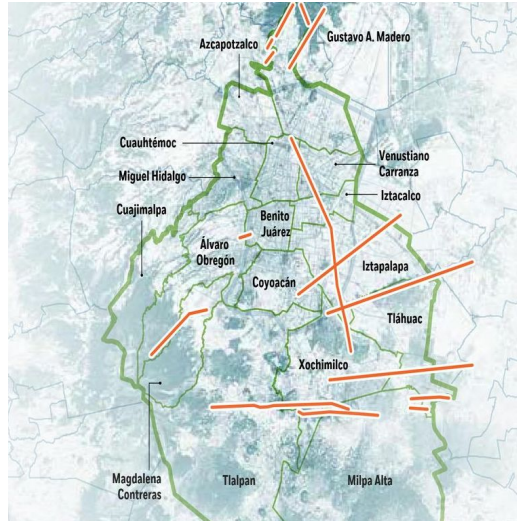 Gustavo A. Madero
Azcapotzalco
Cuauhtémoc
Venustiano
Carranza
Miguel Hidalgo
Iztacalco
Cuajimalpa
Benito
Juárez
Álvaro
Obregón
Iztapalapa
Coyoacán
Tláhuac
Xochimilco
Magdalena
Contreras
Tlalpan
Milpa Alta